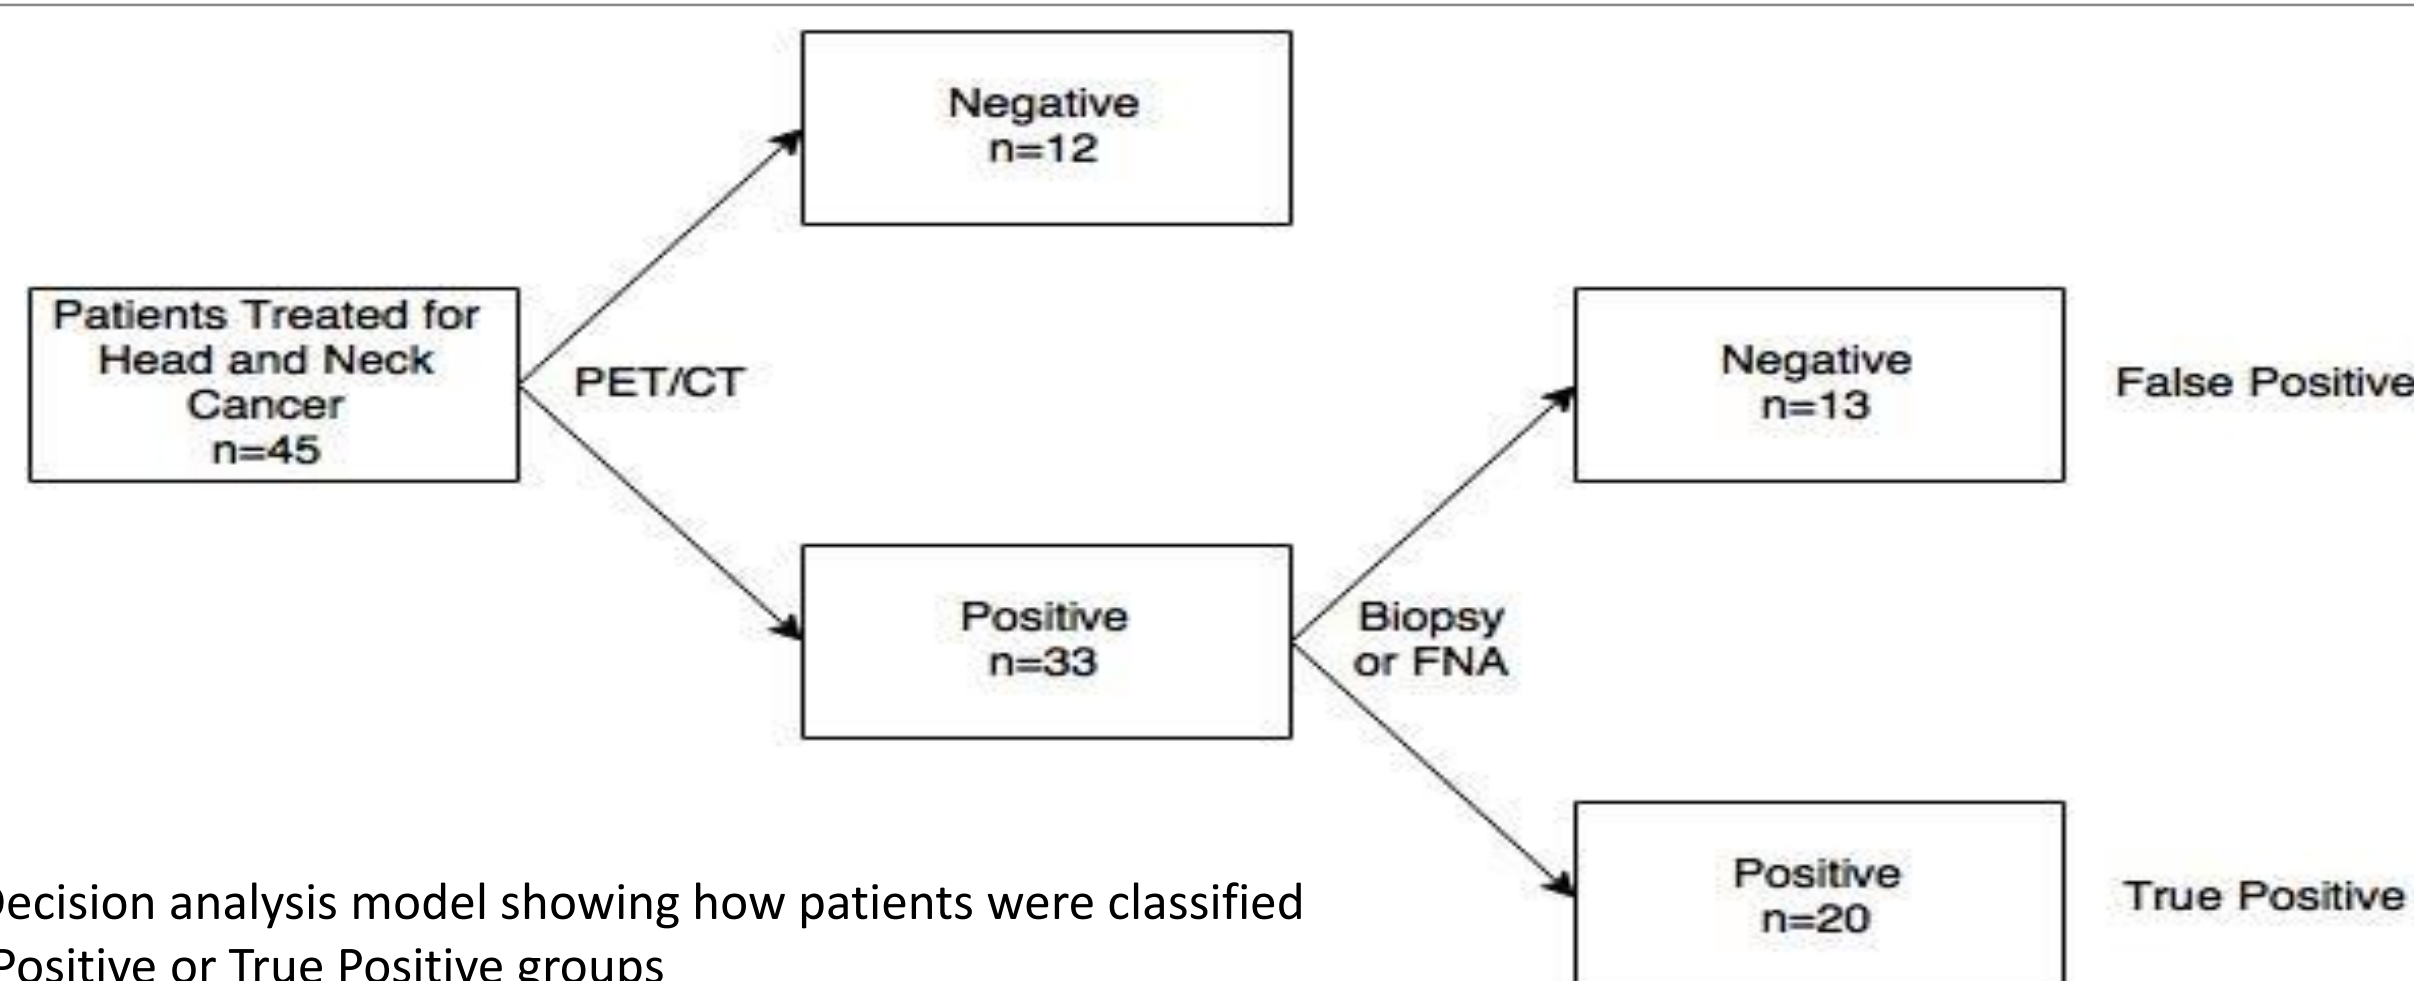 Negative
n=12
Patients Treated for
Head and Neck
Cancer
n=45
PET/CT
Negative
n=13
False Positive
Positive
n=33
Biopsy
or FNA
Positive
n=20
True Positive
Decision analysis model showing how patients were classified
Positive or True Positive groups